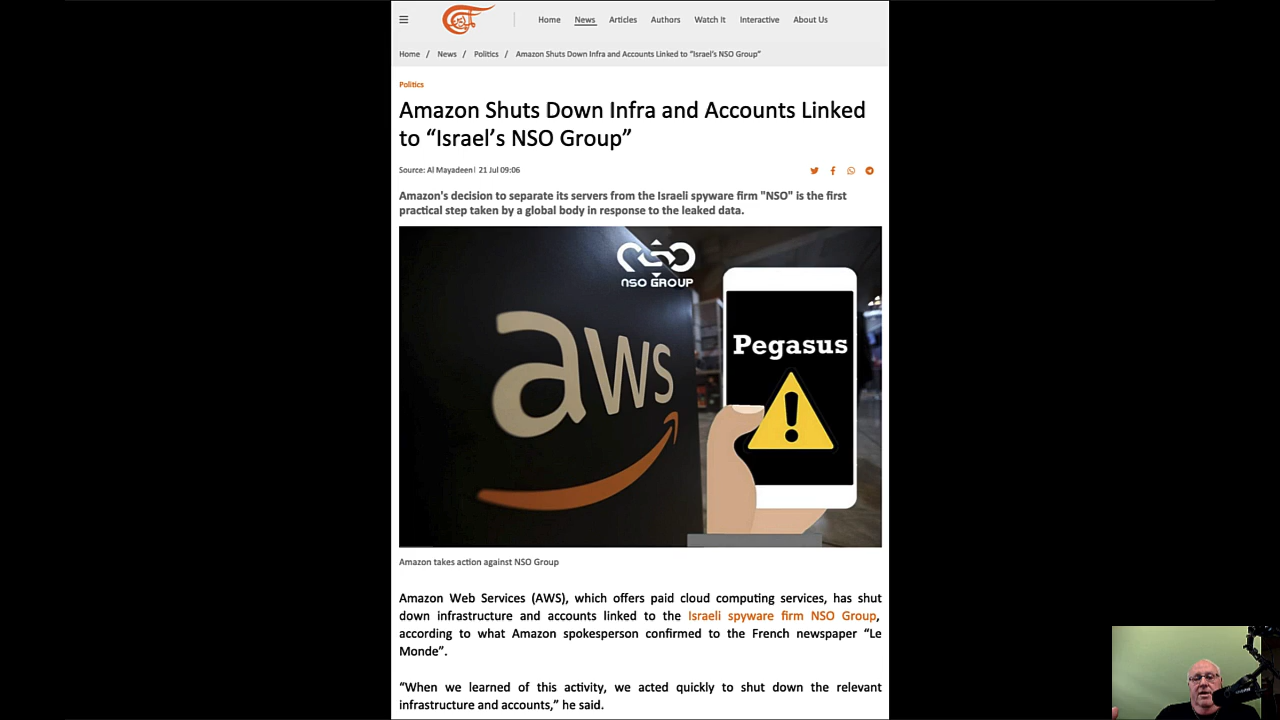 Home News Articles Authors Watch It Interactive About Us
Home / News / Politics / Amazon Shuts Down Infra and Accounts Linked to “Israel’s NSO Group”
Politics
Amazon Shuts Down Infra and Accounts Linked
to “Israel’s NSO Group”
Source: Al Mayadeen| 21 Jul 09:06
Amazon's decision to separate its servers from the Israeli spyware firm "NSO" is the first
practical step taken by a global body in response to the leaked data.
NSO GROUP
aws
Pegasus
!
Amazon takes action against NSO Group
Amazon Web Services (AWS), which offers paid cloud computing services, has shut
down infrastructure and accounts linked to the Israeli spyware firm NSO Group,
according to what Amazon spokesperson confirmed to the French newspaper “Le
Monde”.
“When we learned of this activity, we acted quickly to shut down the relevant
infrastructure and accounts,” he said.